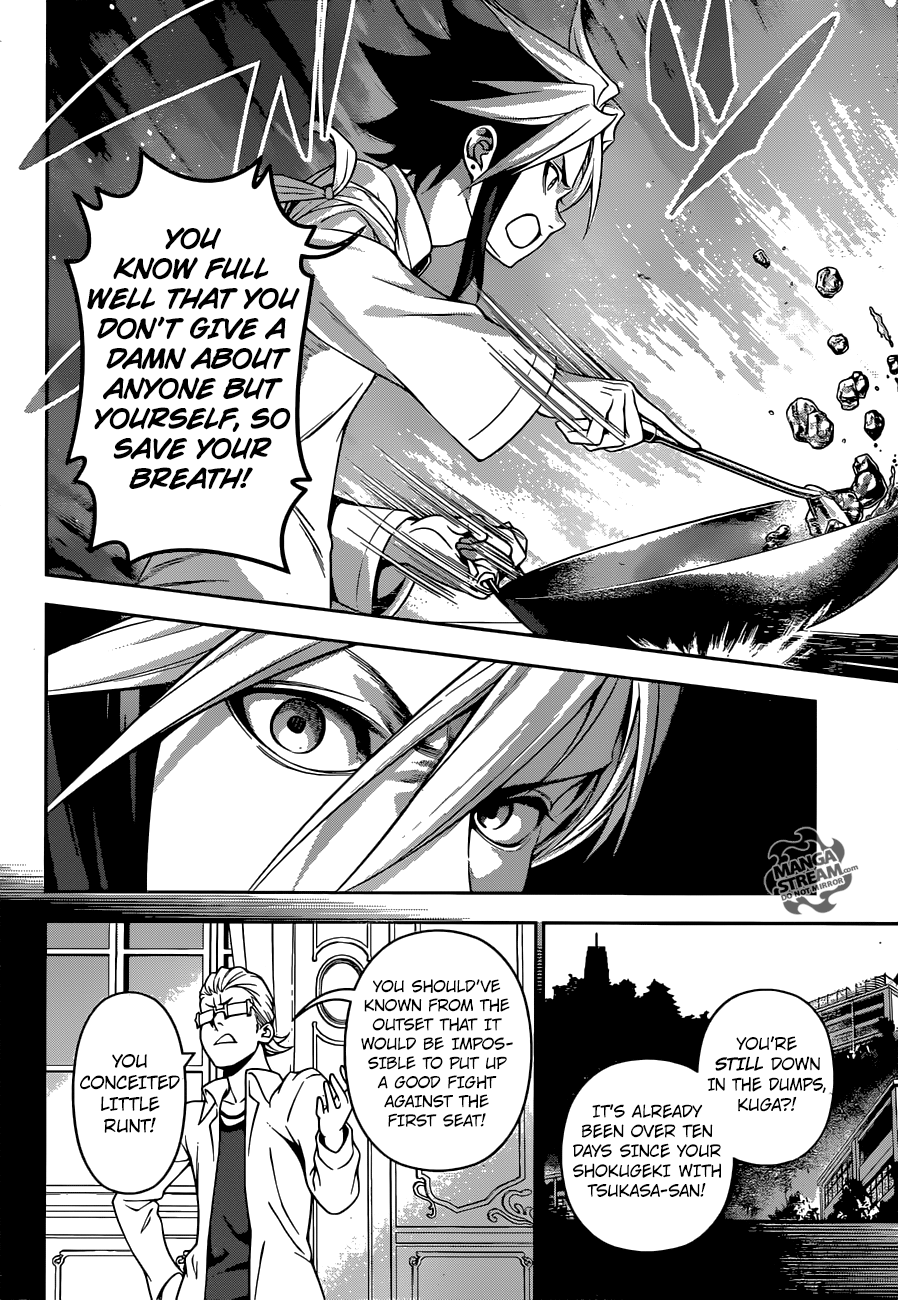 YOU
KNOW FULL
WELL THAT YOU
DON'T GIVE A
DAMN ABOUT
ANYONE BUT
YOURSELF, SO
SAVE YOUR
BREATH!
MANGA
STREAM.com
DO NOT MIRROR
YOU'RE
STILL DOWN
IN THE DUMPS,
KUGA?!
IT'S ALREADY
BEEN OVER TEN
DAYS SINCE YOUR
SHOKUGEKI WITH
TSUKASA-SAN!
YOU SHOULD'VE
KNOWN FROM THE
OUTSET THAT IT
WOULD BE IMPOS-
SIBLE TO PUT UP
A GOOD FIGHT
AGAINST THE
FIRST SEAT!
YOU
CONCEITED
LITTLE
RUNT!